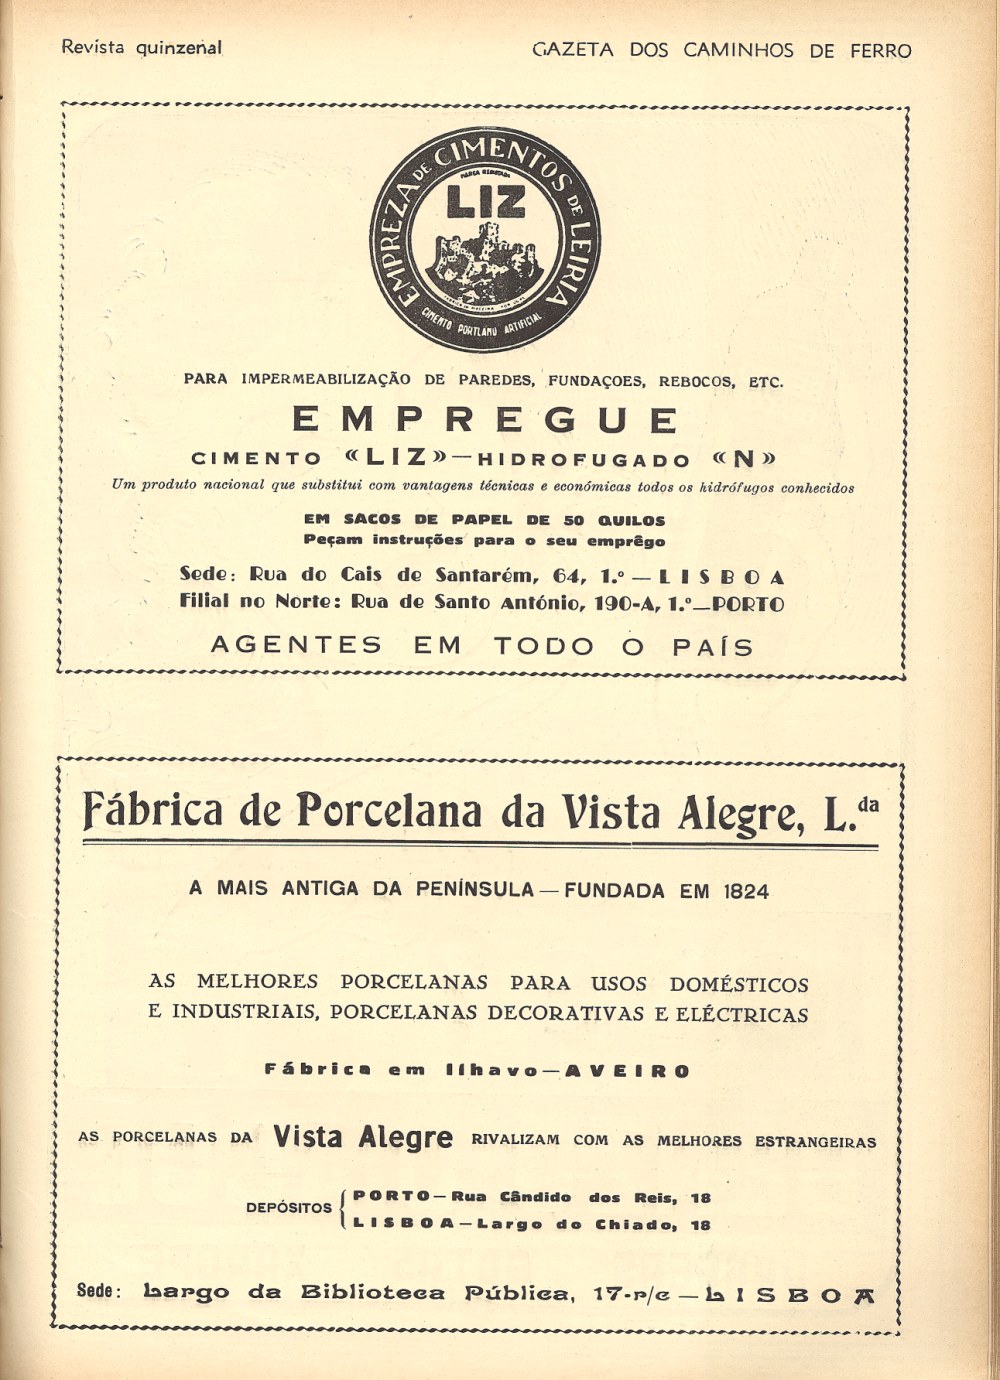 Revista quinzenal
GAZETA DOS CAMINHOS DE FERRO
EMPREZA DE CIMENTOS DE LEIRIA
MARCA REGISTADA
LIZ
CIMENTO PORTLAND ARTIFICIAL
PARA IMPERMEABILIZAÇÃO DE PAREDES, FUNDAÇOES, REBOCOS, ETC.
EMPREGUE
CIMENTO «LIZ»—HIDROFUGADO «N»
Um produto nacional que substitui com vantagens técnicas e económicas todos os hidrófugos conhecidos
EM SACOS DE PAPEL DE 50 QUILOS
Peçam instruções para o seu emprêgo
Sede: Rua do Cais de Santarém, 64, 1.º — LISBOA
Filial no Norte: Rua de Santo António, 190-A, 1.º—PORTO
AGENTES EM TODO O PAÍS
Fábrica de Porcelana da Vista Alegre, L.da
A MAIS ANTIGA DA PENÍNSULA—FUNDADA EM 1824
AS MELHORES PORCELANAS PARA USOS DOMÉSTICOS
E INDUSTRIAIS, PORCELANAS DECORATIVAS E ELÉCTRICAS
Fábrica em Ilhavo—AVEIRO
AS PORCELANAS DA Vista Alegre RIVALIZAM COM AS MELHORES ESTRANGEIRAS
DEPÓSITOS
PORTO—Rua Cândido dos Reis, 18
LISBOA—Largo do Chiado, 18
Sede: Largo da Biblioteca Pública, 17-r/c — LISBOA